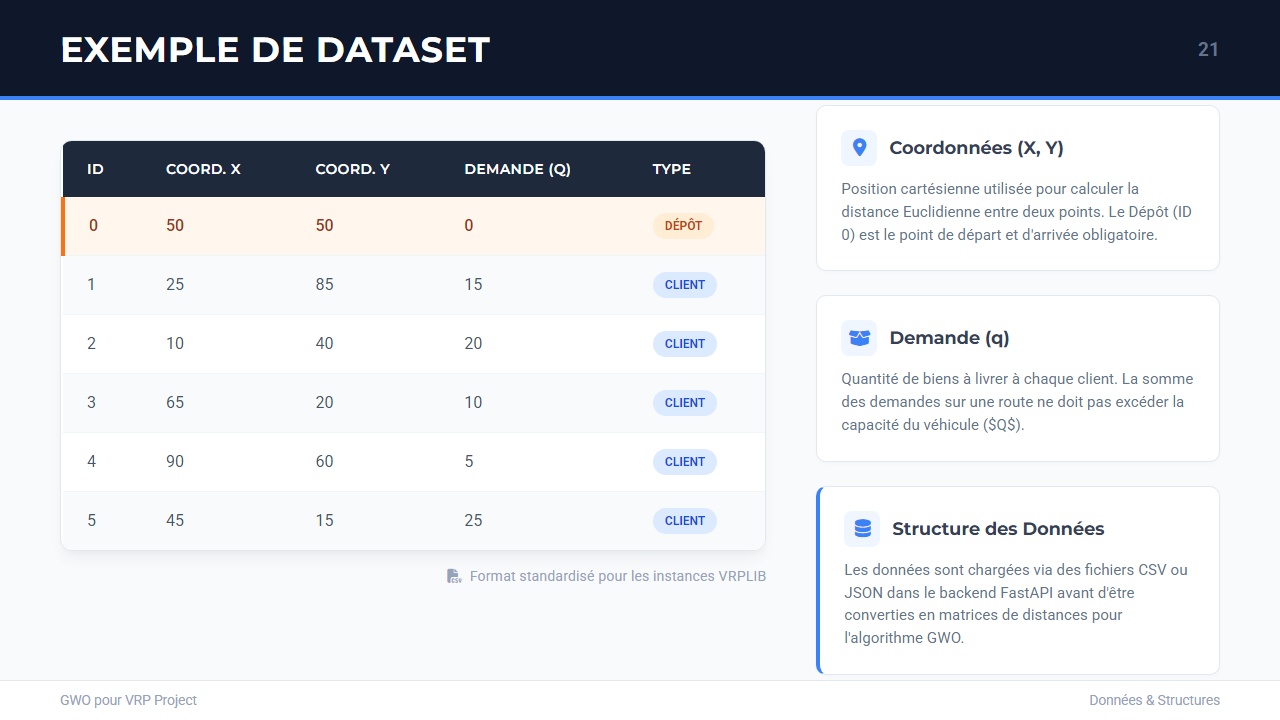 EXEMPLE DE DATASET
21
ID COORD. X COORD. Y DEMANDE (Q) TYPE
0 50 50 0 DÉPÔT
1 25 85 15 CLIENT
2 10 40 20 CLIENT
3 65 20 10 CLIENT
4 90 60 5 CLIENT
5 45 15 25 CLIENT
Format standardisé pour les instances VRPLIB
Coordonnées (X, Y)
Position cartésienne utilisée pour calculer la
distance Euclidienne entre deux points. Le Dépôt (ID
0) est le point de départ et d'arrivée obligatoire.
Demande (q)
Quantité de biens à livrer à chaque client. La somme
des demandes sur une route ne doit pas excéder la
capacité du véhicule ($Q$).
Structure des Données
Les données sont chargées via des fichiers CSV ou
JSON dans le backend FastAPI avant d'être
converties en matrices de distances pour
l'algorithme GWO.
GWO pour VRP Project
Données & Structures